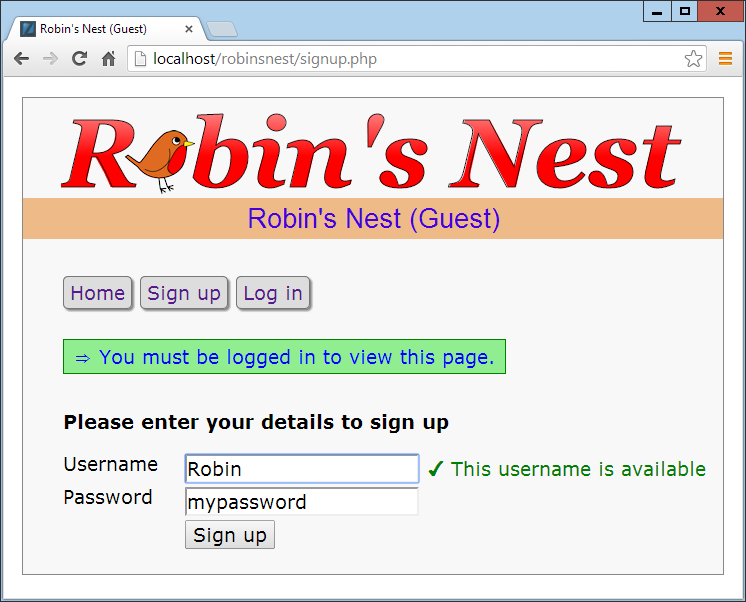 Robin's Nest (Guest)
localhost/robinsnest/signup.php
Robin's Nest
Robin's Nest (Guest)
Home Sign up Log in
⇒ You must be logged in to view this page.
Please enter your details to sign up
Username Robin ✔ This username is available
Password mypassword
Sign up